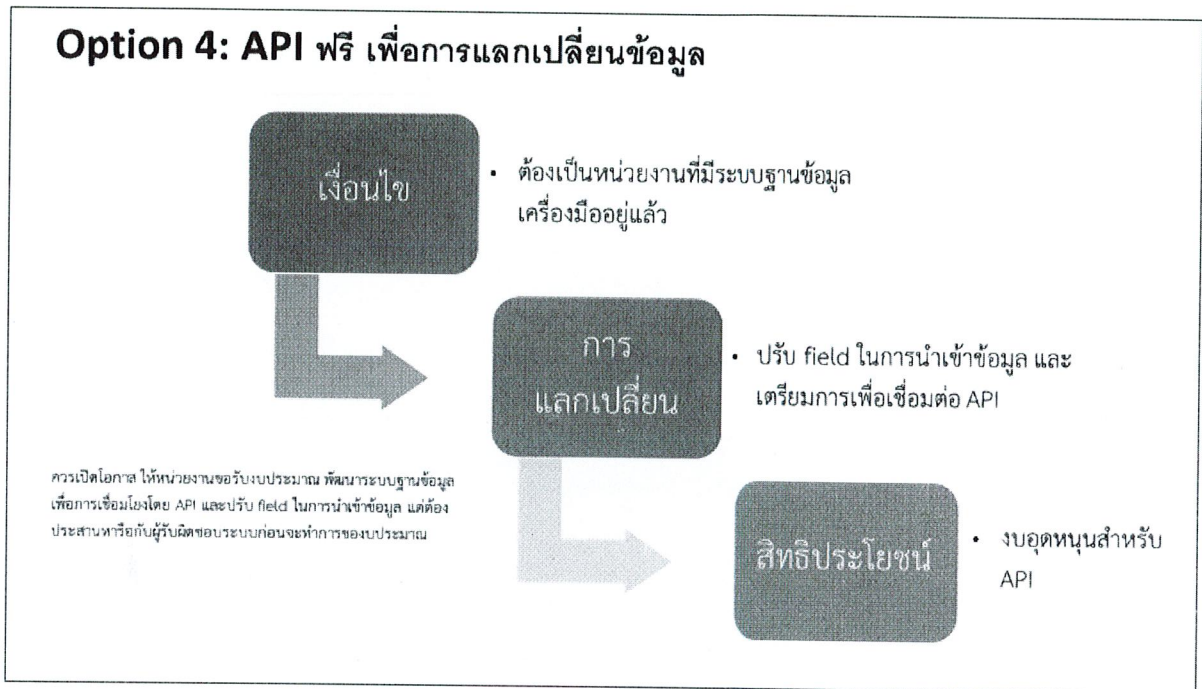 Option 4: API ฟรี เพื่อการแลกเปลี่ยนข้อมูล
เงื่อนไข
• ต้องเป็นหน่วยงานที่มีระบบฐานข้อมูล
เครื่องมืออยู่แล้ว
การ
แลกเปลี่ยน
• ปรับ field ในการนำเข้าข้อมูล และ
เตรียมการเพื่อเชื่อมต่อ API
ควรเปิดโอกาส ให้หน่วยงานขอรับงบประมาณ พัฒนาระบบฐานข้อมูล
เพื่อการเชื่อมโยงโดย API และปรับ field ในการนำเข้าข้อมูล แต่ต้อง
ประสานหารือกับผู้รับผิดชอบระบบก่อนจะทำการของบประมาณ
สิทธิประโยชน์
• งบอุดหนุนสำหรับ
API